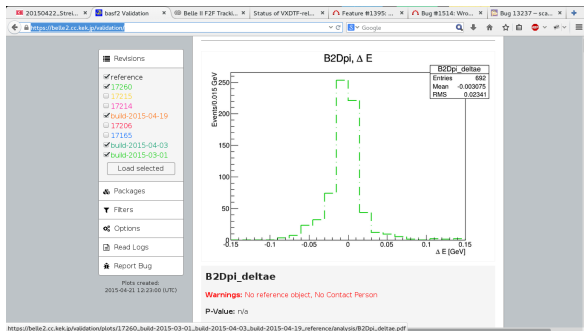 20150422_Strei... × basf2 Validation × Belle II F2F Tracki... × Status of VXDTF-rel... × Feature #1395: ... × Bug #1514: Wro... × Bug 13237 – sca... ×
https://belle2.cc.kek.jp/validation/ Google
Revisions
reference
17260
17215
17214
build-2015-04-19
17206
17165
build-2015-04-03
build-2015-03-01
Load selected
Packages
Filters
Options
Read Logs
Report Bug
Plots created:
2015-04-21 12:23:00 (UTC)
B2Dpi, Δ E
B2Dpi_deltae
Entries 692
Mean -0.003075
RMS 0.02341
Events/0.015 GeV
250
200
150
100
50
-0.15 -0.1 -0.05 0 0.05 0.1 0.15
Δ E [GeV]
B2Dpi_deltae
Warnings: No reference object, No Contact Person
P-Value: n/a
https://belle2.cc.kek.jp/validation/plots/17260_build-2015-03-01_build-2015-04-03_build-2015-04-19_reference/analysis/B2Dpi_deltae.pdf